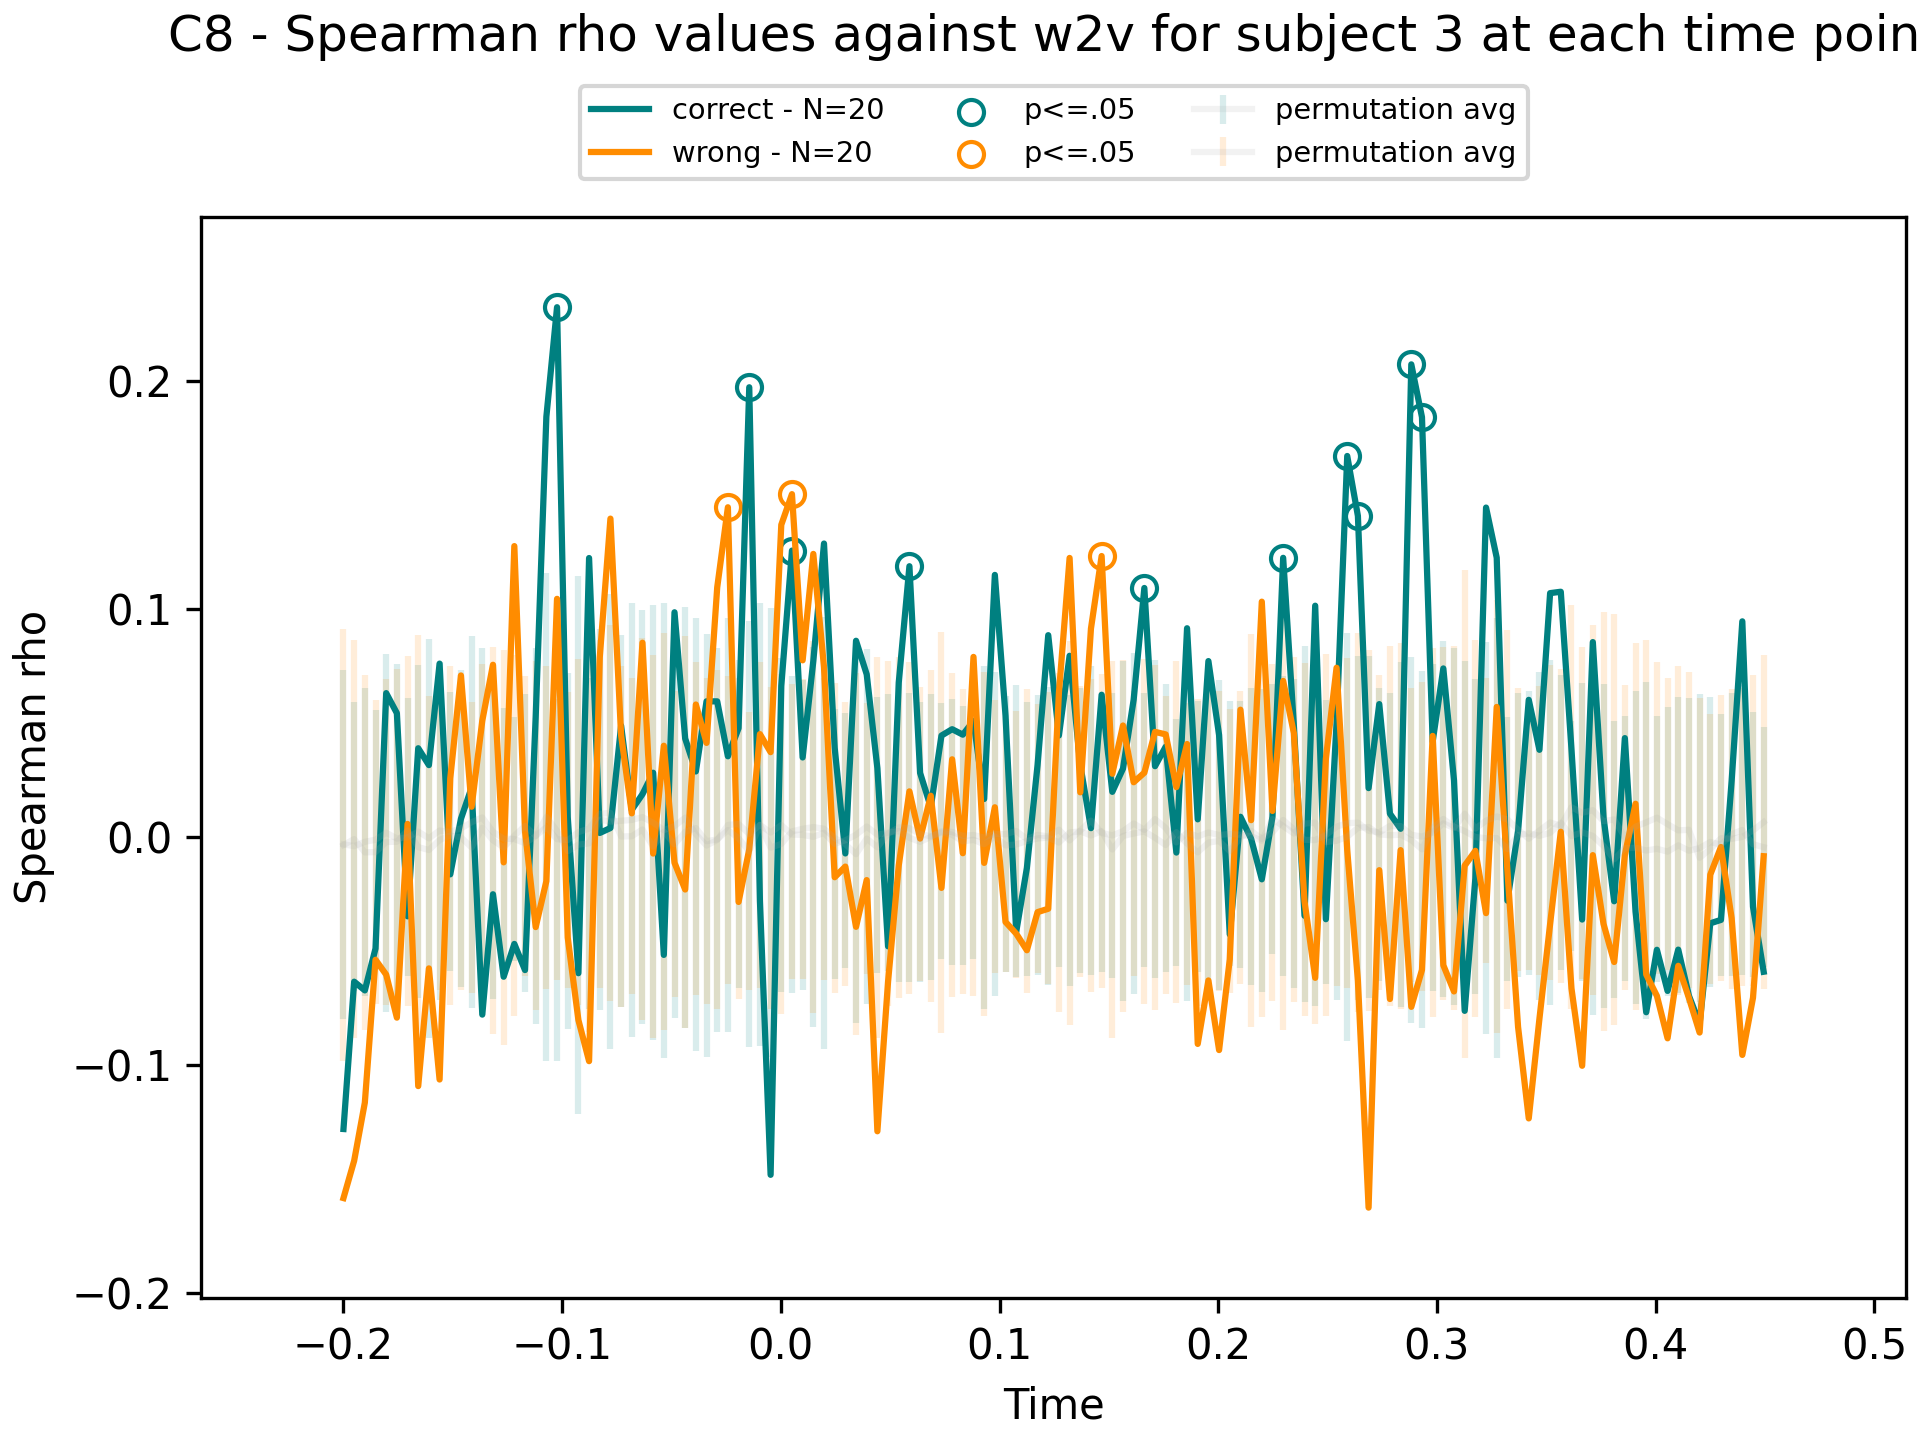 C8 - Spearman rho values against w2v for subject 3 at each time poin
correct - N=20
wrong - N=20
p<=.05
p<=.05
permutation avg
permutation avg
Spearman rho
0.2
0.1
0.0
−0.1
−0.2
−0.2 −0.1 0.0 0.1 0.2 0.3 0.4 0.5
Time